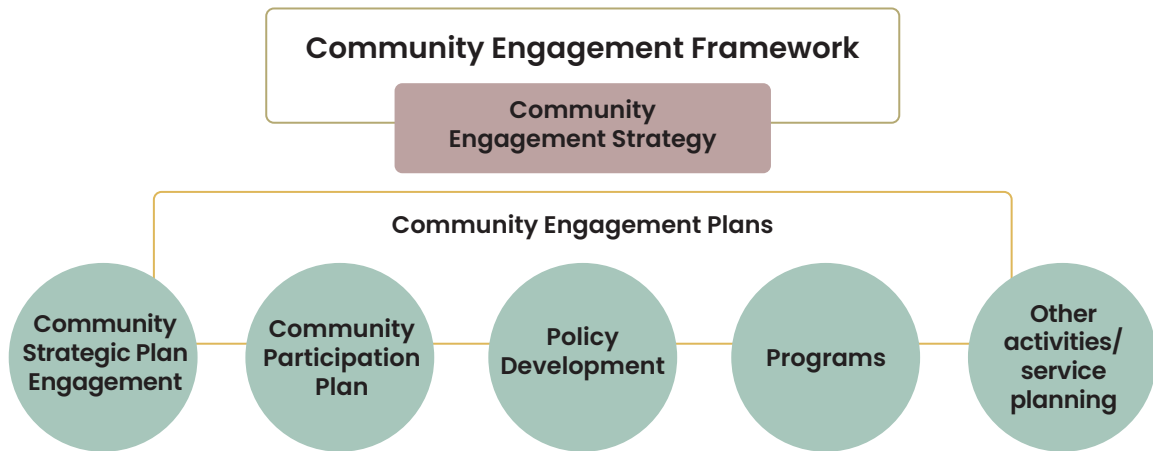 Community Engagement Framework
Community
Engagement Strategy
Community Engagement Plans
Community
Strategic Plan
Engagement
Community
Participation
Plan
Policy
Development
Programs
Other
activities/
service
planning